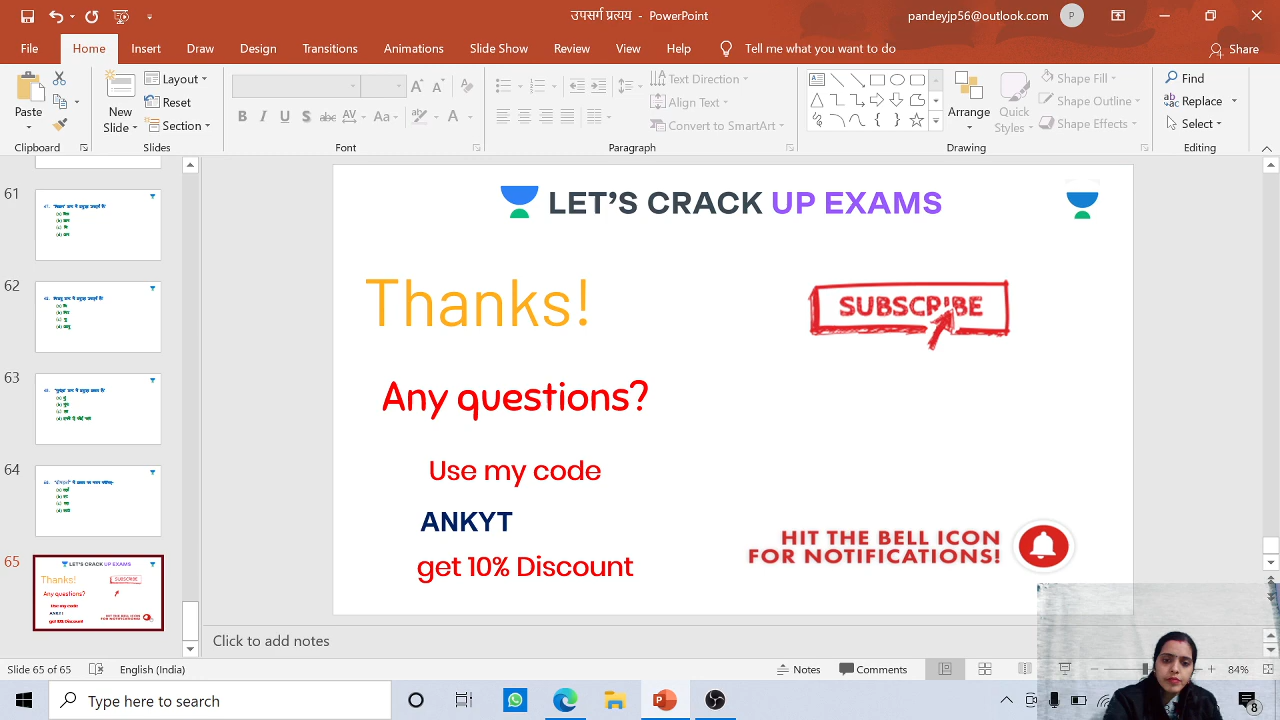 उपसर्ग प्रत्यय - PowerPoint
pandeyjp56@outlook.com P
File Home Insert Draw Design Transitions Animations Slide Show Review View Help Tell me what you want to do Share
Paste
New Slide
Layout
Reset
Section
Text Direction
Align Text
Convert to SmartArt
Arrange
Quick Styles
Shape Fill
Shape Outline
Shape Effects
Find
Replace
Select
Clipboard Slides Font Paragraph Drawing Editing
61
62
63
64
65
LET'S CRACK UP EXAMS
Thanks!
SUBSCRIBE
Any questions?
Use my code
ANKYT
get 10% Discount
HIT THE BELL ICON
FOR NOTIFICATIONS!
Click to add notes
Slide 65 of 65 English (India) Notes Comments 84%
Type here to search
8